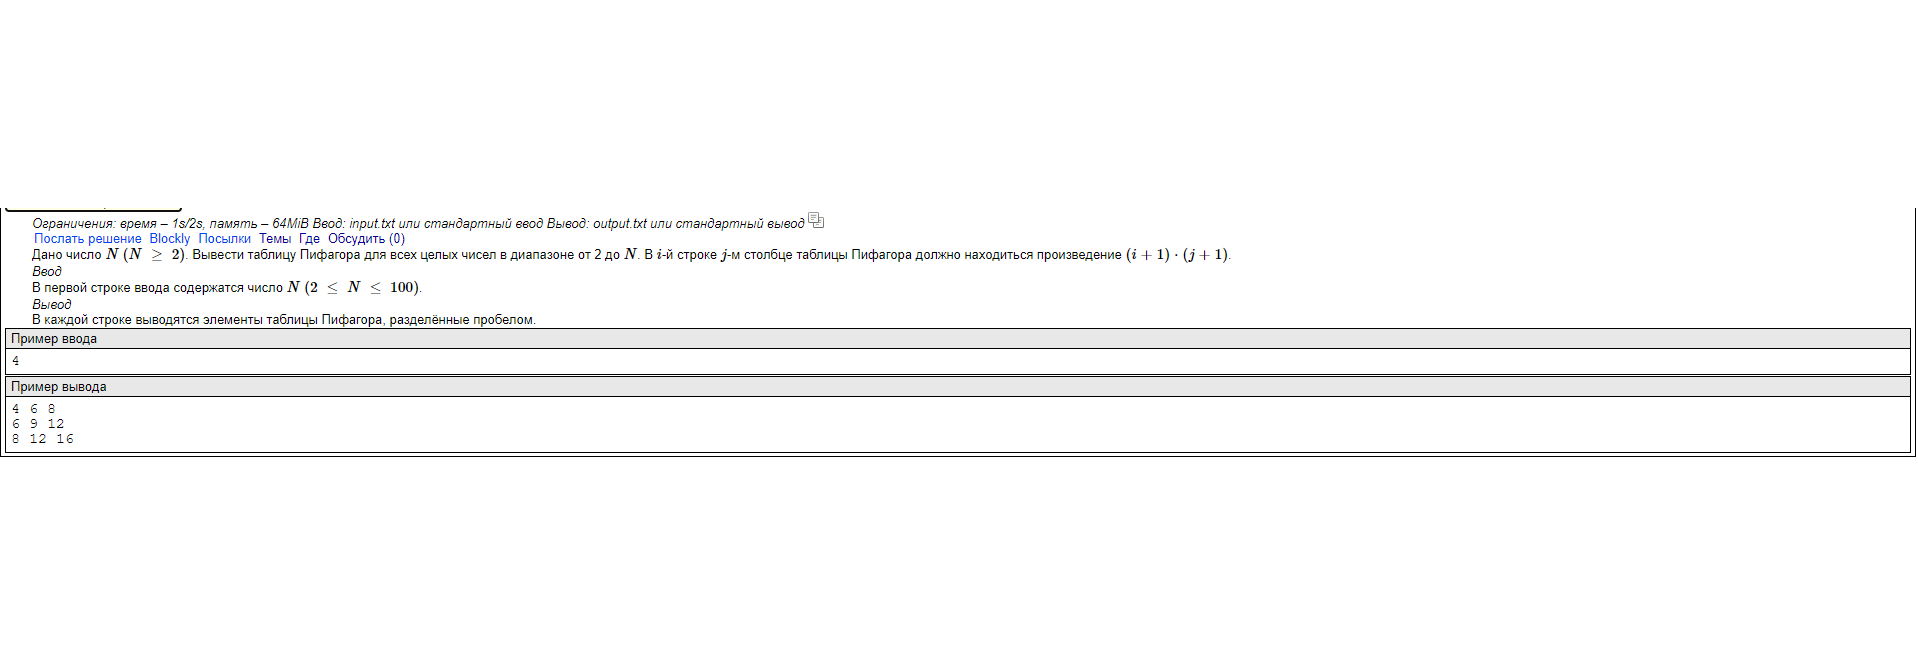 Ограничения: время – 1s/2s, память – 64MiB Ввод: input.txt или стандартный ввод Вывод: output.txt или стандартный вывод
Послать решение Blockly Посылки Темы Где Обсудить (0)
Дано число N (N ≥ 2). Вывести таблицу Пифагора для всех целых чисел в диапазоне от 2 до N. В i-й строке j-м столбце таблицы Пифагора должно находиться произведение (i + 1) · (j + 1).
Ввод
В первой строке ввода содержатся число N (2 ≤ N ≤ 100).
Вывод
В каждой строке выводятся элементы таблицы Пифагора, разделённые пробелом.
Пример ввода
4
Пример вывода
4 6 8
6 9 12
8 12 16